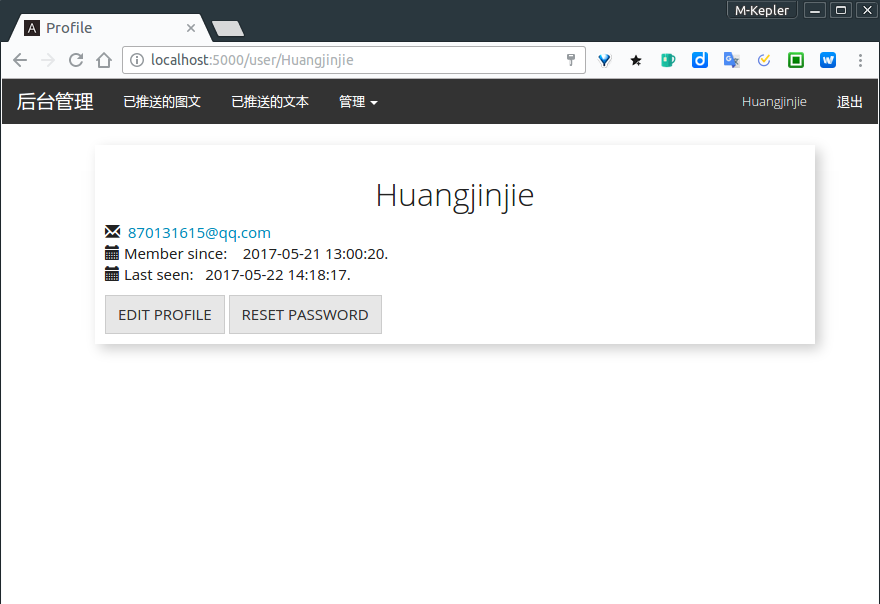 M-Kepler
A Profile
localhost:5000/user/Huangjinjie
后台管理 已推送的图文 已推送的文本 管理 Huangjinjie 退出
Huangjinjie
870131615@qq.com
Member since: 2017-05-21 13:00:20.
Last seen: 2017-05-22 14:18:17.
EDIT PROFILE RESET PASSWORD